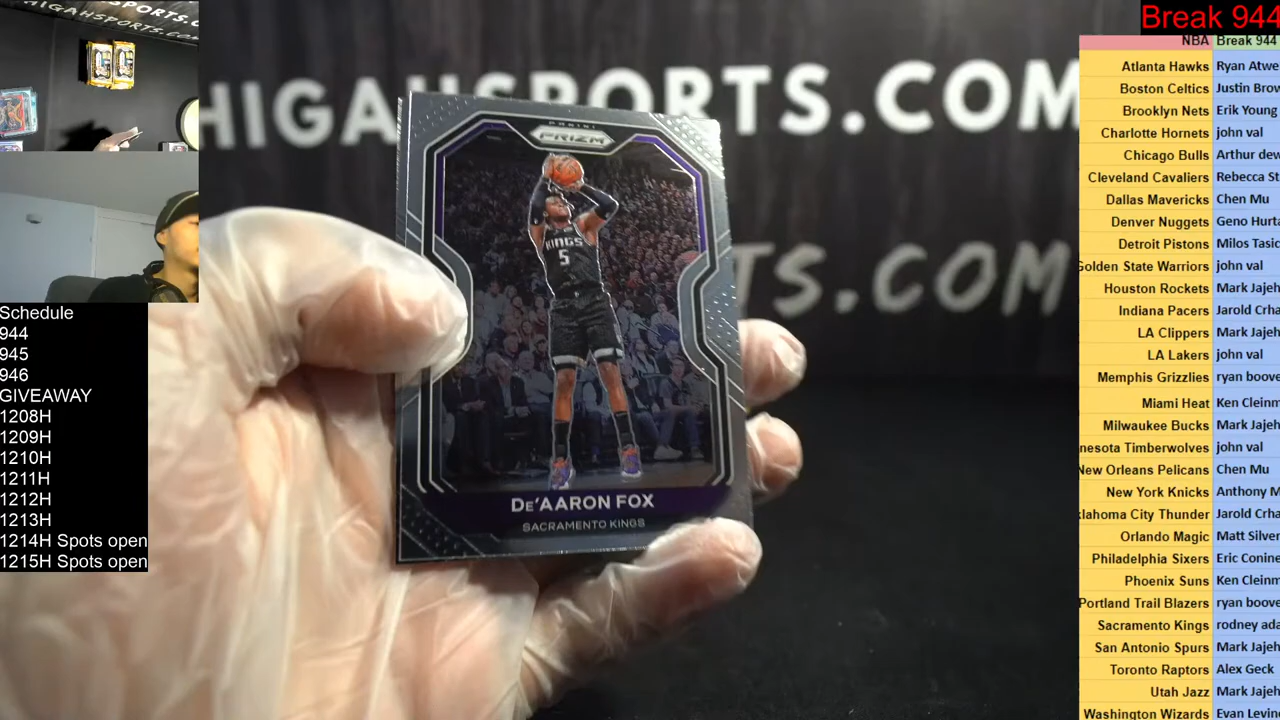 Break 944
NBA Break 944
Atlanta Hawks Ryan Atwe
Boston Celtics Justin Brow
Brooklyn Nets Erik Young
Charlotte Hornets john val
Chicago Bulls Arthur dew
Cleveland Cavaliers Rebecca St
Dallas Mavericks Chen Mu
Denver Nuggets Geno Hurta
Detroit Pistons Milos Tasic
Golden State Warriors john val
Houston Rockets Mark Jajeh
Indiana Pacers Jarold Crha
LA Clippers Mark Jajeh
LA Lakers john val
Memphis Grizzlies ryan boove
Miami Heat Ken Cleinm
Milwaukee Bucks Mark Jajeh
nesota Timberwolves john val
New Orleans Pelicans Chen Mu
New York Knicks Anthony M
klahoma City Thunder Jarold Crha
Orlando Magic Matt Silver
Philadelphia Sixers Eric Conine
Phoenix Suns Ken Cleinm
Portland Trail Blazers ryan boove
Sacramento Kings rodney ada
San Antonio Spurs Mark Jajeh
Toronto Raptors Alex Geck
Utah Jazz Mark Jajeh
Washington Wizards Evan Levin
HIGAHSPORTS.COM
TS.COM
PANINI
PRIZM
KINGS
5
DE'AARON FOX
SACRAMENTO KINGS
Schedule
944
945
946
GIVEAWAY
1208H
1209H
1210H
1211H
1212H
1213H
1214H Spots open
1215H Spots open